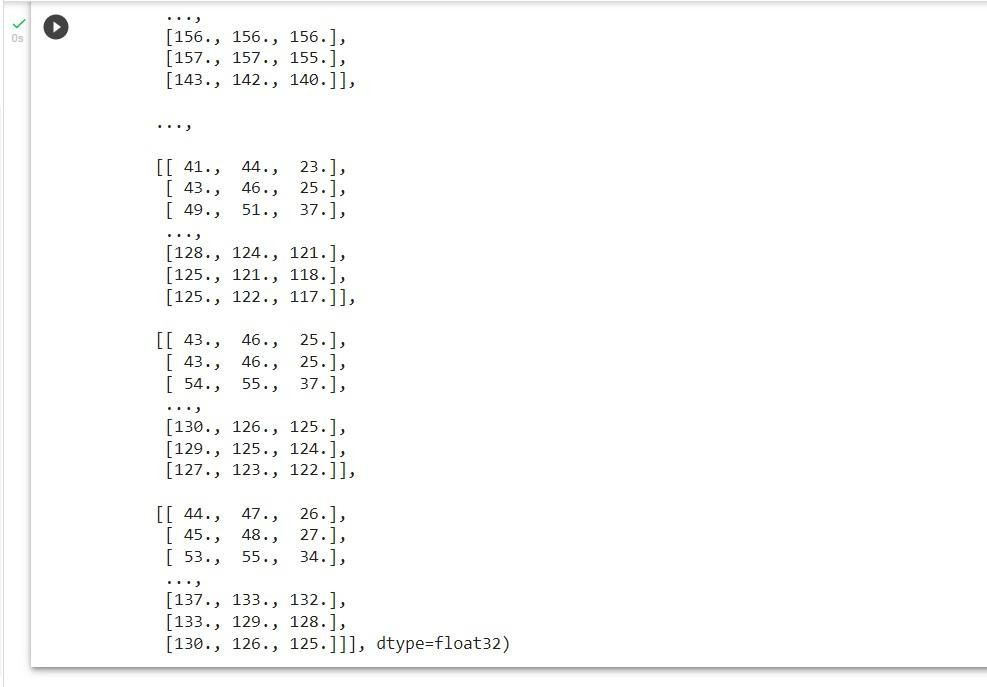 ...,
[156., 156., 156.],
[157., 157., 155.],
[143., 142., 140.]],
...,
[[ 41.,  44.,  23.],
[ 43.,  46.,  25.],
[ 49.,  51.,  37.],
...,
[128., 124., 121.],
[125., 121., 118.],
[125., 122., 117.]],
[[ 43.,  46.,  25.],
[ 43.,  46.,  25.],
[ 54.,  55.,  37.],
...,
[130., 126., 125.],
[129., 125., 124.],
[127., 123., 122.]],
[[ 44.,  47.,  26.],
[ 45.,  48.,  27.],
[ 53.,  55.,  34.],
...,
[137., 133., 132.],
[133., 129., 128.],
[130., 126., 125.]]], dtype=float32)
0s